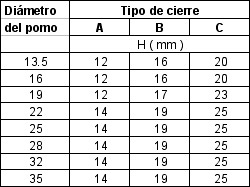 Diámetro Tipo de cierre
del pomo A B C
H ( mm )
13.5 12 16 20
16 12 16 20
19 12 17 23
22 14 19 25
25 14 19 25
28 14 19 25
32 14 19 25
35 14 19 25